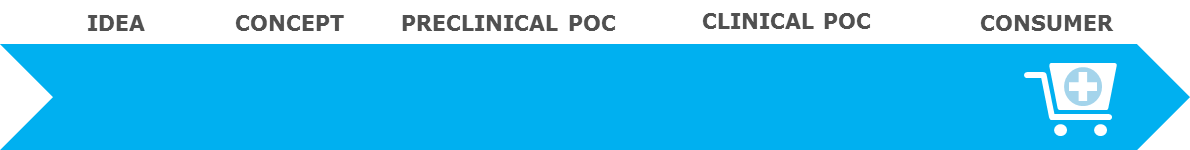 IDEA CONCEPT PRECLINICAL POC CLINICAL POC CONSUMER